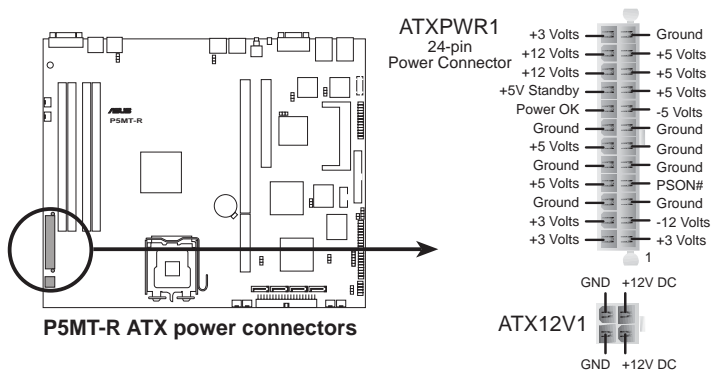 ATXPWR1
24-pin
Power Connector
+3 Volts Ground
+12 Volts +5 Volts
+12 Volts +5 Volts
+5V Standby +5 Volts
Power OK -5 Volts
Ground Ground
+5 Volts Ground
Ground Ground
+5 Volts PSON#
Ground Ground
+3 Volts -12 Volts
+3 Volts +3 Volts
1
ASUS
P5MT-R
P5MT-R ATX power connectors
GND +12V DC
ATX12V1
GND +12V DC